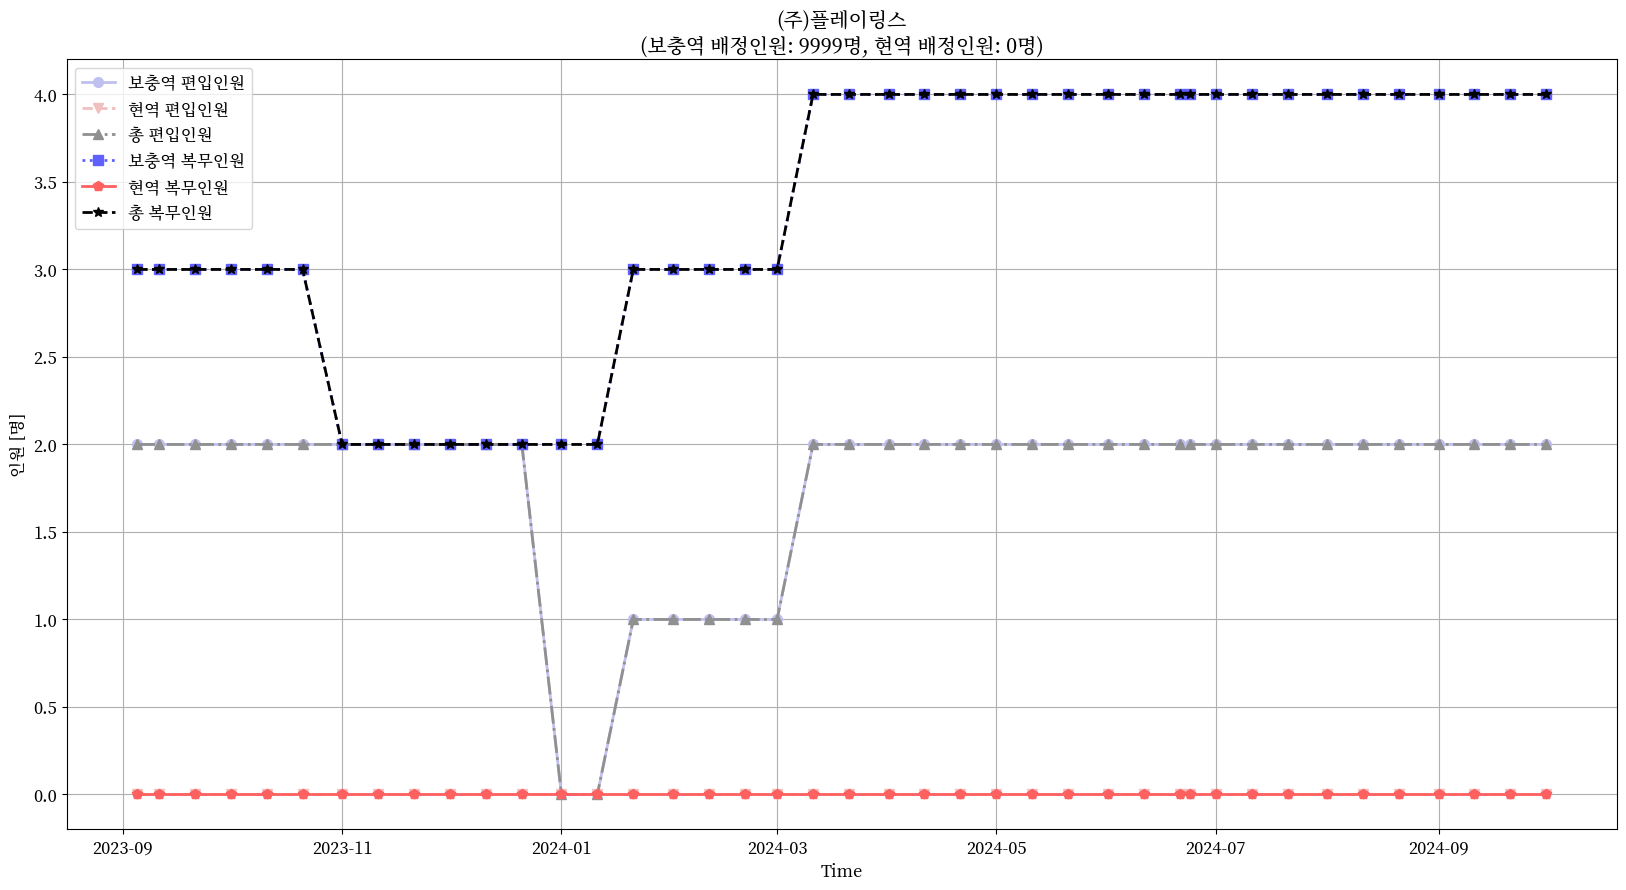 (주)플레이링스
(보충역 배정인원: 9999명, 현역 배정인원: 0명)
보충역 편입인원
현역 편입인원
총 편입인원
보충역 복무인원
현역 복무인원
총 복무인원
4.0
3.5
3.0
2.5
2.0
1.5
1.0
0.5
0.0
인원 [명]
2023-09 2023-11 2024-01 2024-03 2024-05 2024-07 2024-09
Time